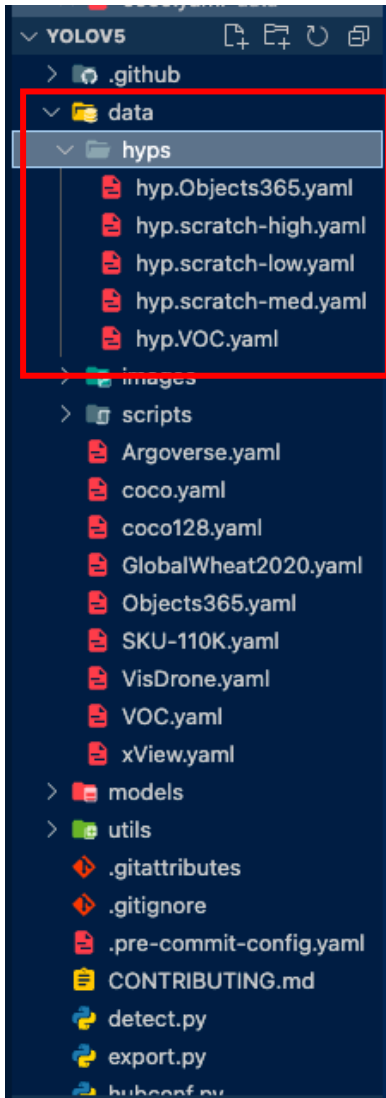 YOLOV5
.github
data
hyps
hyp.Objects365.yaml
hyp.scratch-high.yaml
hyp.scratch-low.yaml
hyp.scratch-med.yaml
hyp.VOC.yaml
images
scripts
Argoverse.yaml
coco.yaml
coco128.yaml
GlobalWheat2020.yaml
Objects365.yaml
SKU-110K.yaml
VisDrone.yaml
VOC.yaml
xView.yaml
models
utils
.gitattributes
.gitignore
.pre-commit-config.yaml
CONTRIBUTING.md
detect.py
export.py
hubconf.py